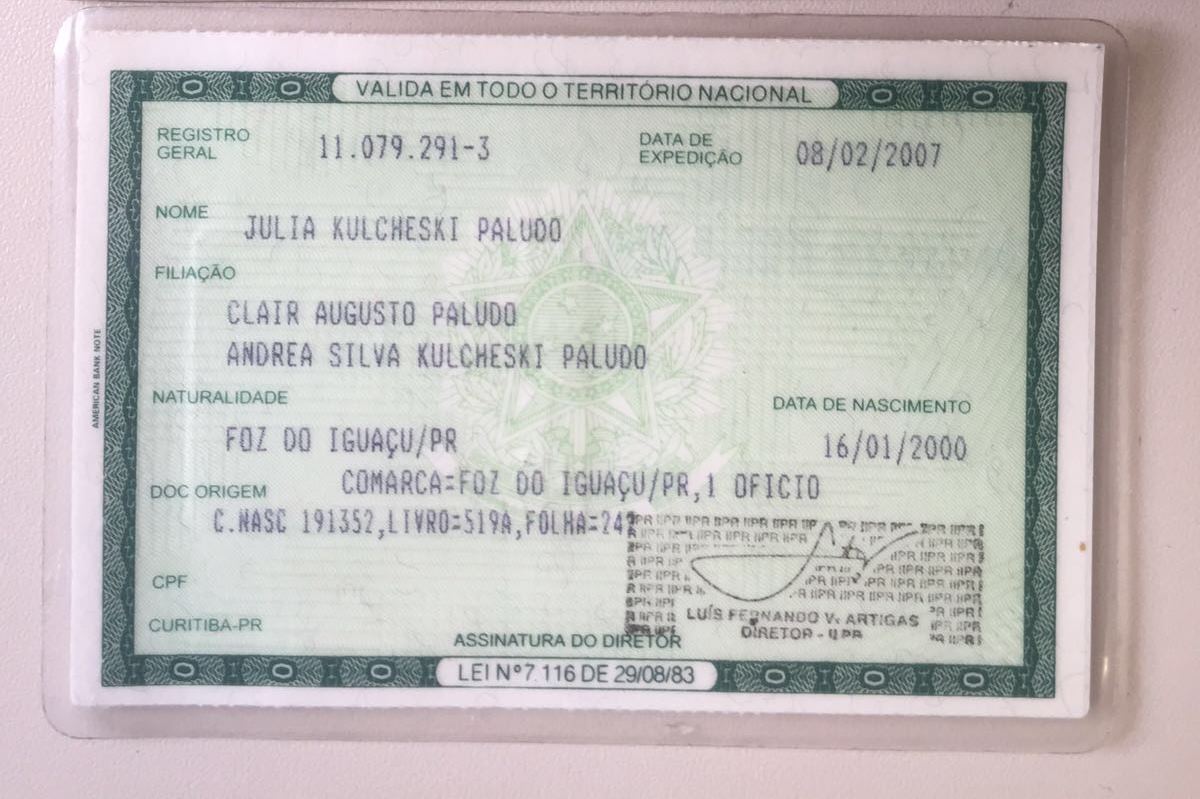 VALIDA EM TODO O TERRITÓRIO NACIONAL
REGISTRO GERAL 11.079.291-3 DATA DE EXPEDIÇÃO 08/02/2007
NOME JULIA KULCHESKI PALUDO
FILIAÇÃO
CLAIR AUGUSTO PALUDO
ANDREA SILVA KULCHESKI PALUDO
NATURALIDADE DATA DE NASCIMENTO
FOZ DO IGUAÇU/PR 16/01/2000
DOC ORIGEM COMARCA=FOZ DO IGUAÇU/PR,1 OFICIO
C.NASC 191352,LIVRO=519A,FOLHA=242
CPF
LUÍS FERNANDO V. ARTIGAS
CURITIBA-PR DIRETOR - IIPR
ASSINATURA DO DIRETOR
LEI Nº 7.116 DE 29/08/83
AMERICAN BANK NOTE